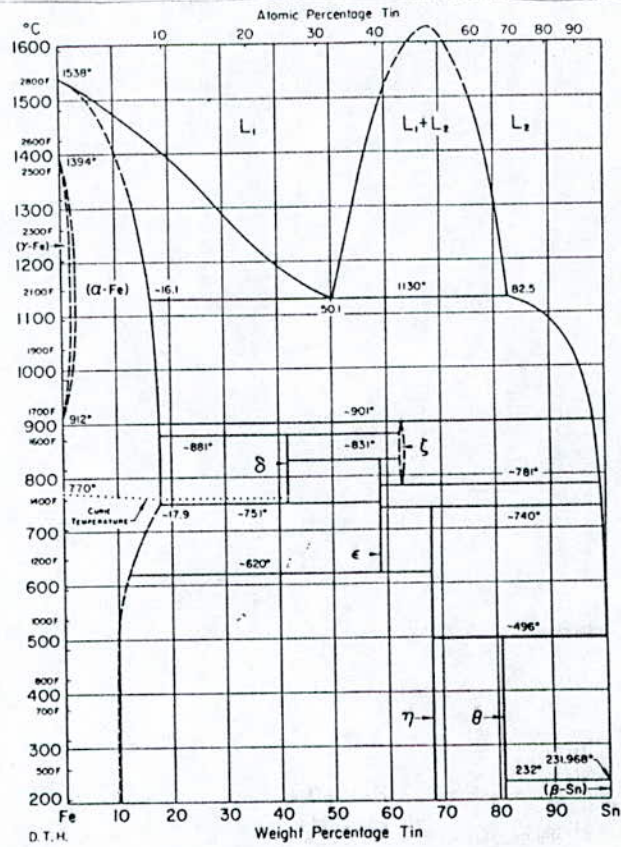 Atomic Percentage Tin
°C
10 20 30 40 50 60 70 80 90
1600
2800F
1538°
1500
L₁
L₁+L₂
L₂
2600F
1400
1394°
2500F
1300
2300F
(γ-Fe)
1200
2100F
(α-Fe)
~16.1
1130°
82.5
50.1
1100
1900F
1000
1700F
912°
900
~901°
1600F
~881°
~831°
ζ
δ
800
~781°
770°
1400F
CURIE TEMPERATURE
~17.9
~751°
~740°
700
1200F
~620°
ε
600
1000F
500
~496°
800F
400
700F
η
θ
300
500F
232°
231.968°
(β-Sn)
200
Fe 10 20 30 40 50 60 70 80 90 Sn
D.T.H.
Weight Percentage Tin